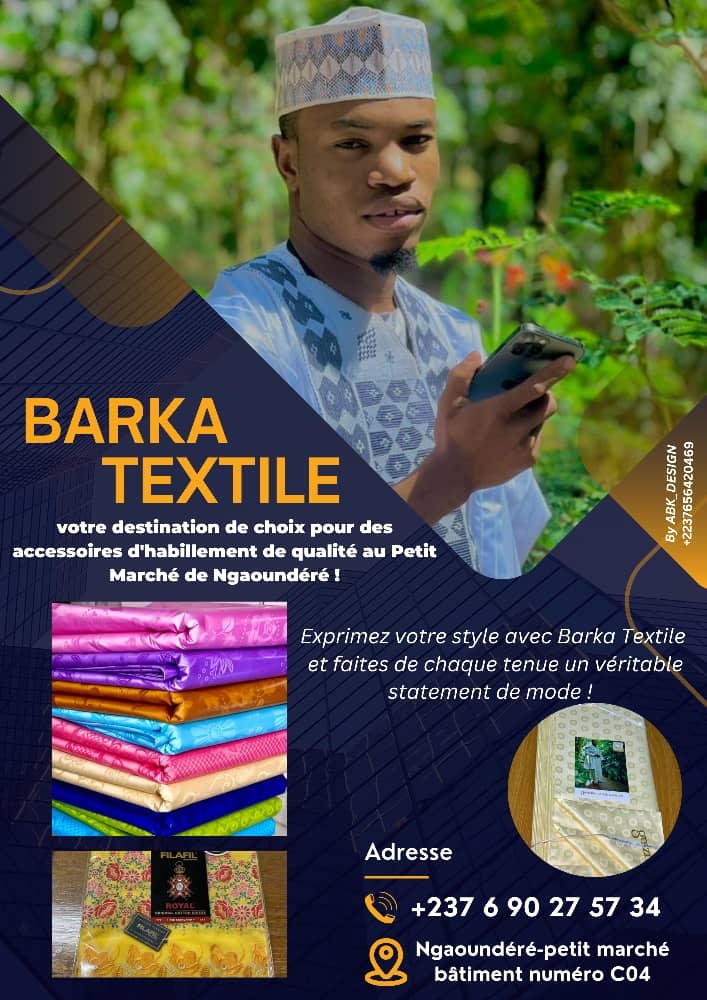 BARKA
TEXTILE
votre destination de choix pour des
accessoires d'habillement de qualité au Petit
Marché de Ngaoundéré !
By ABK_DESIGN
+2237656420469
Exprimez votre style avec Barka Textile
et faites de chaque tenue un véritable
statement de mode !
FILAFIL
ROYAL
FILAFIL
Adresse
+237 6 90 27 57 34
Ngaoundéré-petit marché
bâtiment numéro C04